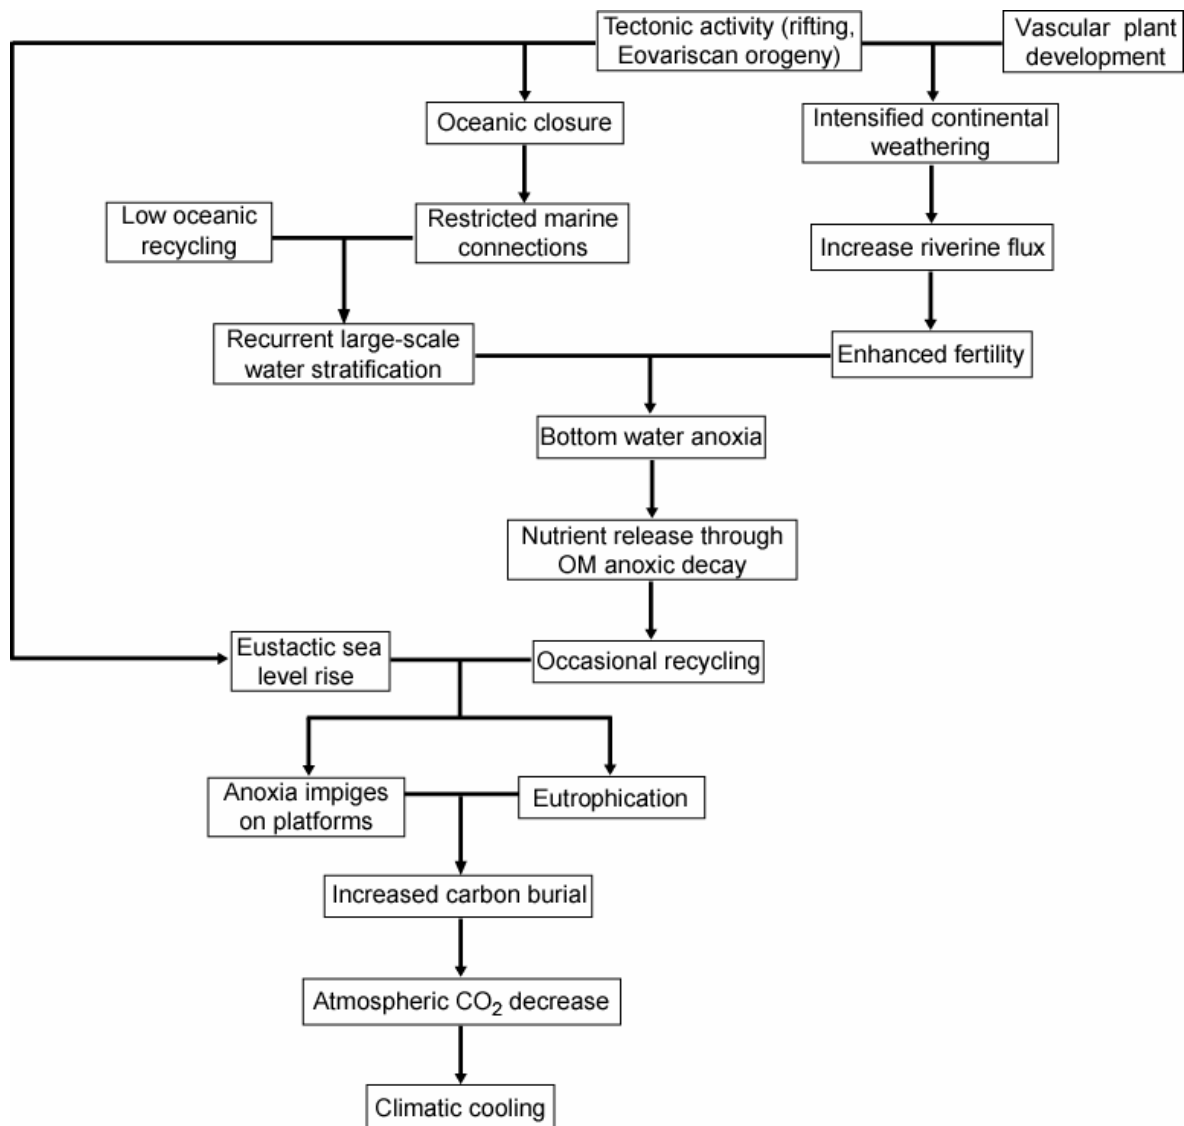 Tectonic activity (rifting,
Eovariscan orogeny)
Vascular plant
development
Oceanic closure
Intensified continental
weathering
Low oceanic
recycling
Restricted marine
connections
Increase riverine flux
Recurrent large-scale
water stratification
Enhanced fertility
Bottom water anoxia
Nutrient release through
OM anoxic decay
Eustactic sea
level rise
Occasional recycling
Anoxia impiges
on platforms
Eutrophication
Increased carbon burial
Atmospheric CO₂ decrease
Climatic cooling